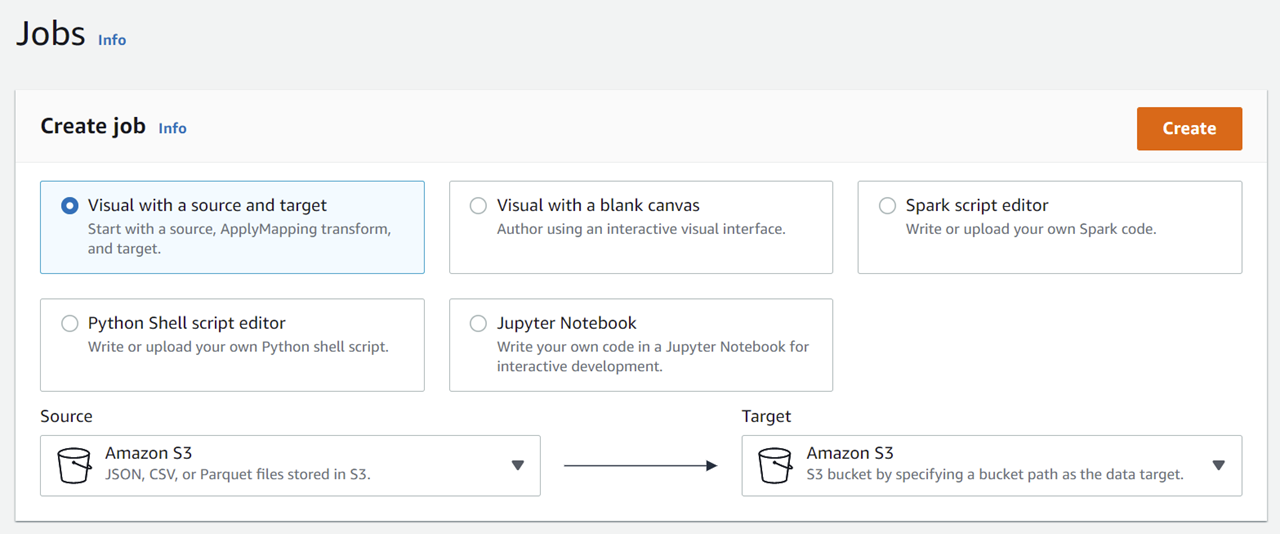 Jobs Info
Create job Info
Create
Visual with a source and target
Start with a source, ApplyMapping transform,
and target.
Visual with a blank canvas
Author using an interactive visual interface.
Spark script editor
Write or upload your own Spark code.
Python Shell script editor
Write or upload your own Python shell script.
Jupyter Notebook
Write your own code in a Jupyter Notebook for
interactive development.
Source
Amazon S3
JSON, CSV, or Parquet files stored in S3.
Target
Amazon S3
S3 bucket by specifying a bucket path as the data target.